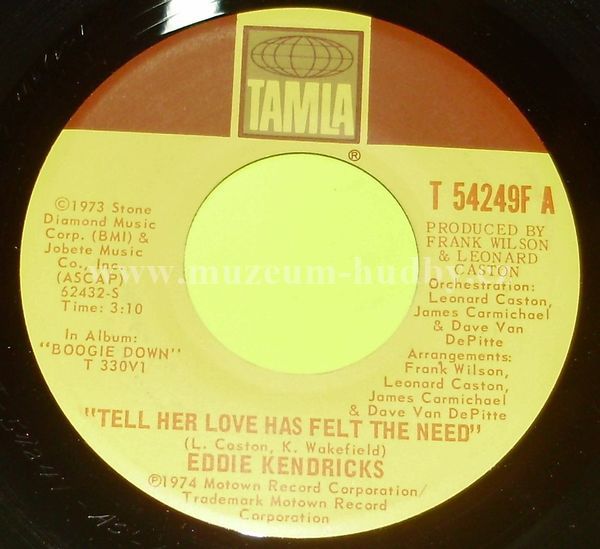 TAMLA
®
T 54249F A
PRODUCED BY
FRANK WILSON
& LEONARD
CASTON
Orchestration:
Leonard Caston,
James Carmichael
& Dave Van
DePitte
Arrangements:
Frank Wilson,
Leonard Caston,
James Carmichael
& Dave Van DePitte
©1973 Stone
Diamond Music
Corp. (BMI) &
Jobete Music
Co., Inc.
(ASCAP)
62432-S
Time: 3:10
In Album:
"BOOGIE DOWN"
T 330V1
www.muzeum-hudby
"TELL HER LOVE HAS FELT THE NEED"
(L. Caston, K. Wakefield)
EDDIE KENDRICKS
℗1974 Motown Record Corporation/
Trademark Motown Record
Corporation